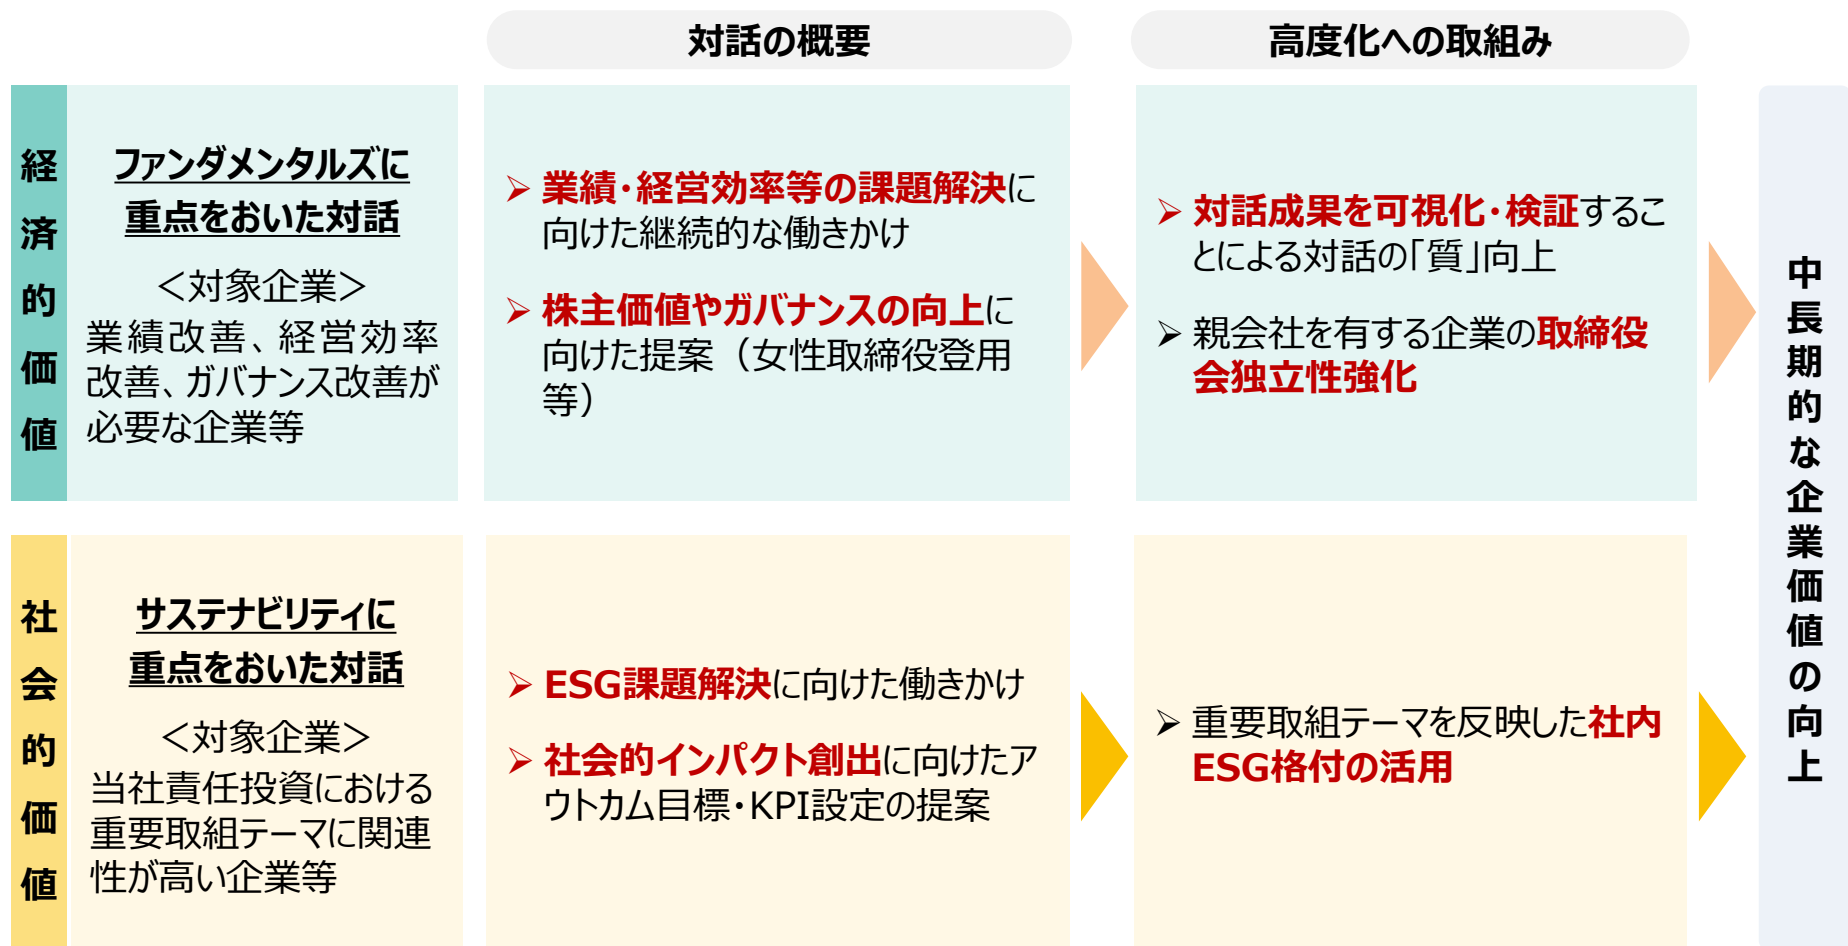 対話の概要
高度化への取組み
経済的価値
ファンダメンタルズに
重点をおいた対話
＜対象企業＞
業績改善、経営効率
改善、ガバナンス改善が
必要な企業等
➢ 業績・経営効率等の課題解決に
向けた継続的な働きかけ
➢ 株主価値やガバナンスの向上に
向けた提案（女性取締役登用
等）
➢ 対話成果を可視化・検証するこ
とによる対話の「質」向上
➢ 親会社を有する企業の取締役
会独立性強化
社会的価値
サステナビリティに
重点をおいた対話
＜対象企業＞
当社責任投資における
重要取組テーマに関連
性が高い企業等
➢ ESG課題解決に向けた働きかけ
➢ 社会的インパクト創出に向けたア
ウトカム目標・KPI設定の提案
➢ 重要取組テーマを反映した社内
ESG格付の活用
中長期的な企業価値の向上